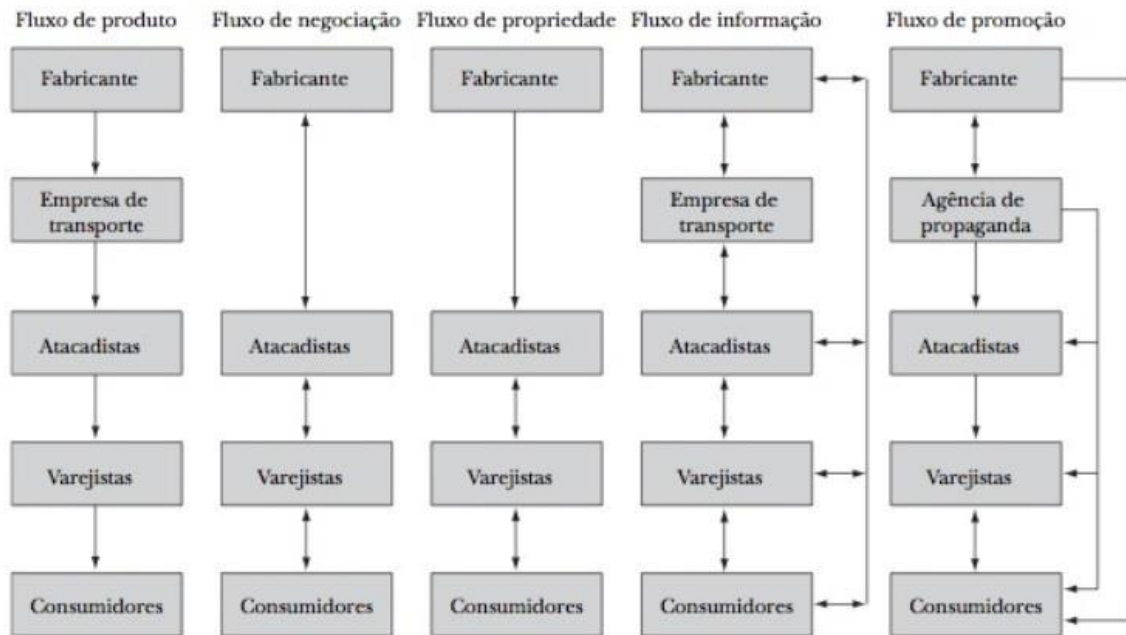 Fluxo de produto
Fluxo de negociação
Fluxo de propriedade
Fluxo de informação
Fluxo de promoção
Fabricante
Fabricante
Fabricante
Fabricante
Fabricante
Empresa de
transporte
Empresa de
transporte
Agência de
propaganda
Atacadistas
Atacadistas
Atacadistas
Atacadistas
Atacadistas
Varejistas
Varejistas
Varejistas
Varejistas
Varejistas
Consumidores
Consumidores
Consumidores
Consumidores
Consumidores